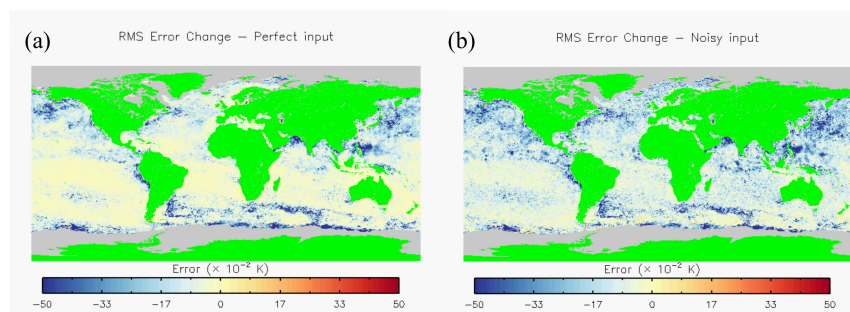 (a)
RMS Error Change – Perfect input
Error (× 10⁻² K)
−50 −33 −17 0 17 33 50
(b)
RMS Error Change – Noisy input
Error (× 10⁻² K)
−50 −33 −17 0 17 33 50